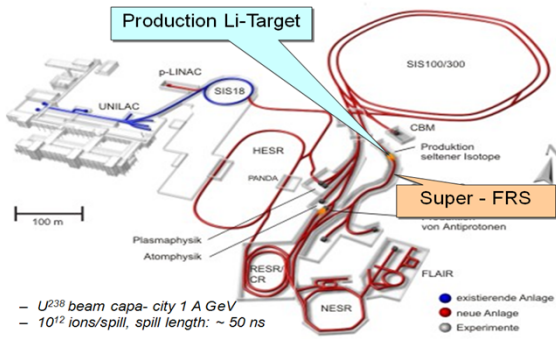 Production Li-Target
SIS100/300
p-LINAC
SIS18
UNILAC
CBM
Produktion
seltener Isotope
HESR
PANDA
Super - FRS
100 m
von Antiprotonen
Plasmaphysik
Atomphysik
FLAIR
RESR/
CR
NESR
– U238 beam capa- city 1 A GeV
– 1012 ions/spill, spill length: ~ 50 ns
existierende Anlage
neue Anlage
Experimente